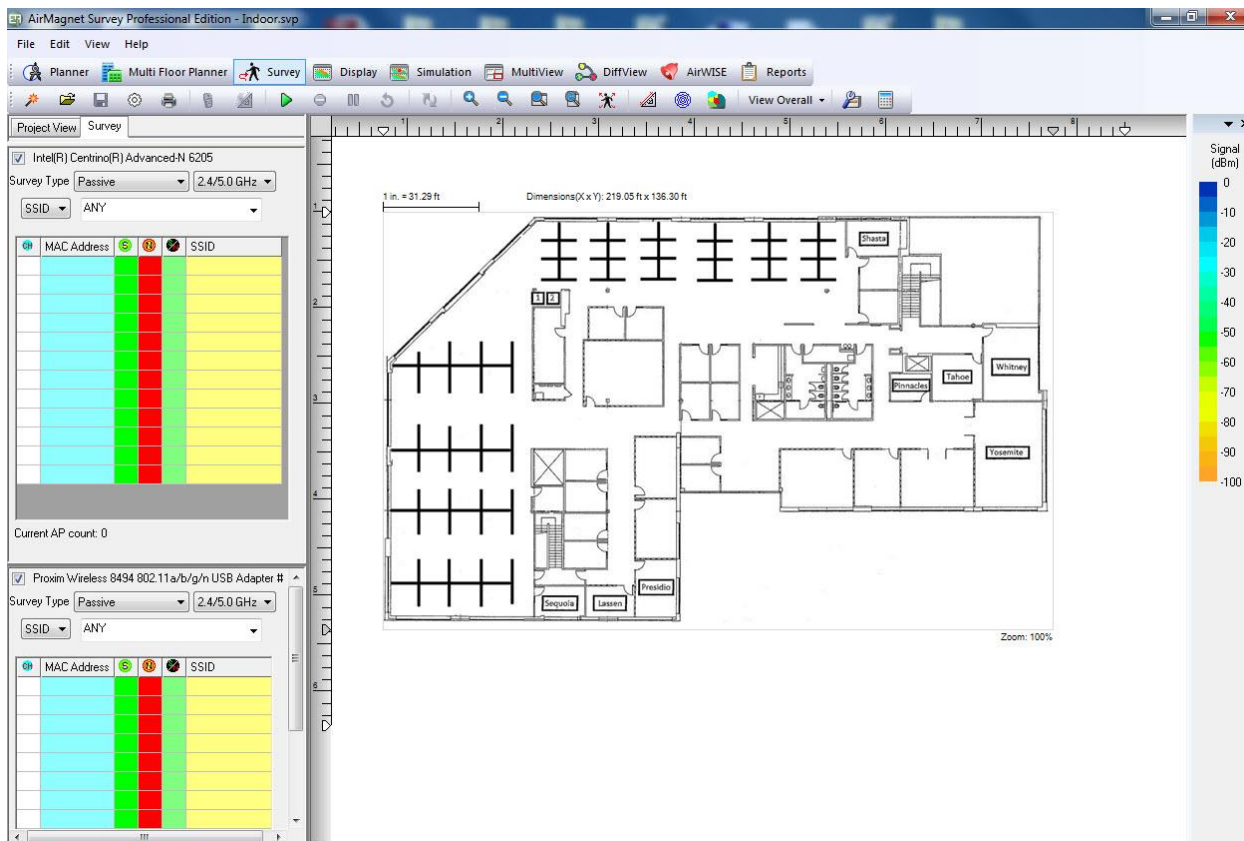 AirMagnet Survey Professional Edition - Indoor.svp
File Edit View Help
Planner Multi Floor Planner Survey Display Simulation MultiView DiffView AirWISE Reports
View Overall
Project View Survey
Intel(R) Centrino(R) Advanced-N 6205
Survey Type Passive 2.4/5.0 GHz
SSID ANY
CH MAC Address S N SSID
Current AP count: 0
Proxim Wireless 8494 802.11a/b/g/n USB Adapter #
Survey Type Passive 2.4/5.0 GHz
SSID ANY
CH MAC Address S N SSID
1 2 3 4 5 6 7 8
1
2
3
4
5
6
1 in. = 31.29 ft Dimensions(X x Y): 219.05 ft x 136.30 ft
Shasta
1 2
Whitney
Tahoe
Pinnacles
Yosemite
Presidio
Sequoia Lassen
Zoom: 100%
Signal
(dBm)
0
-10
-20
-30
-40
-50
-60
-70
-80
-90
-100